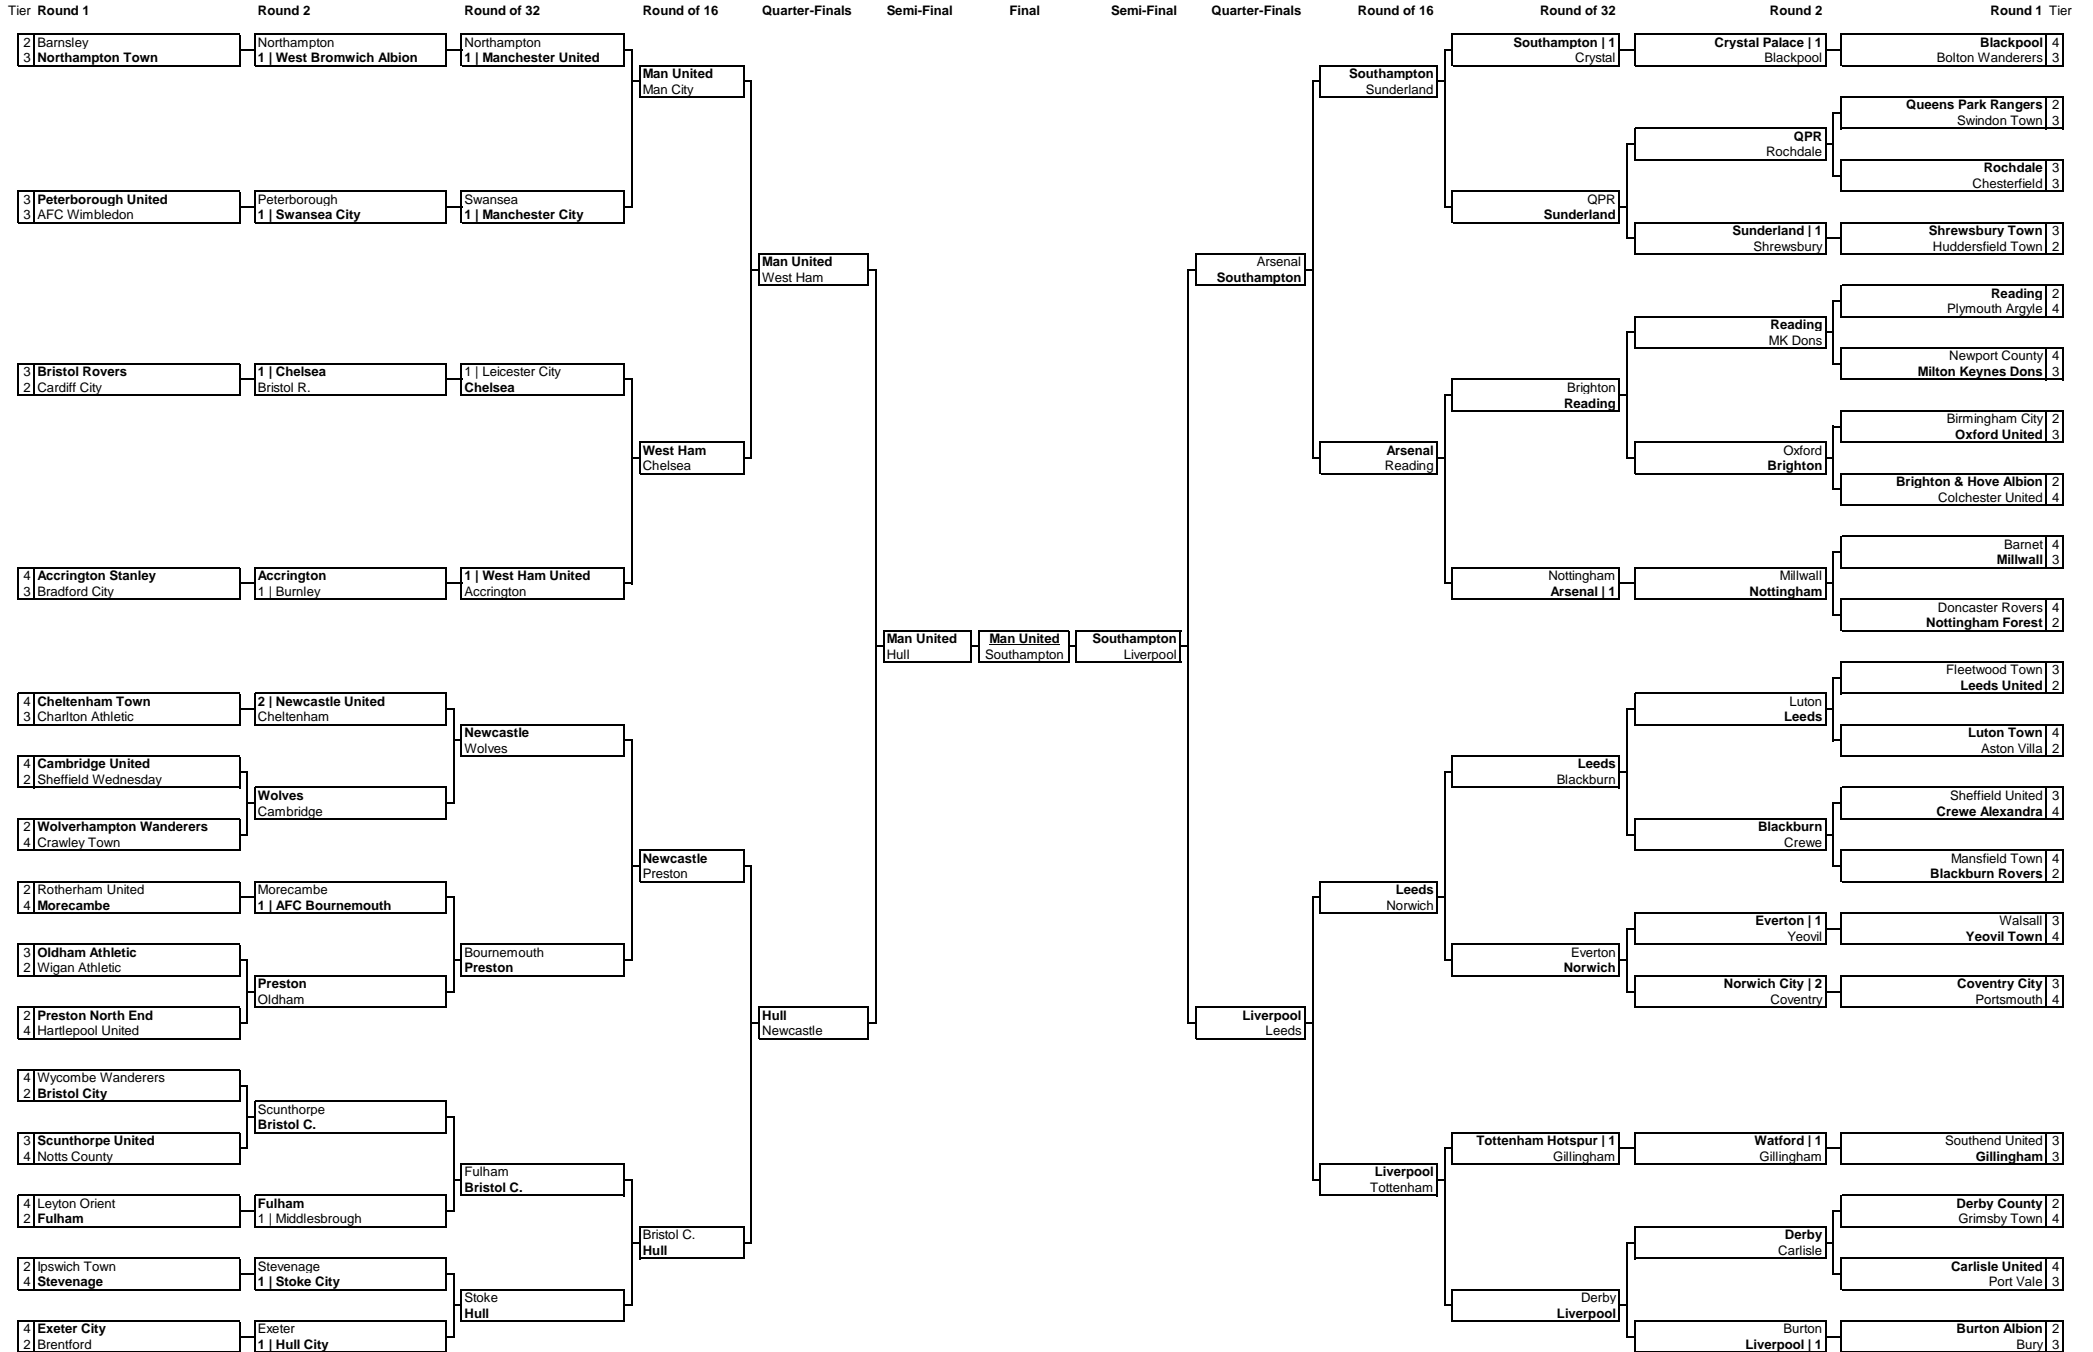 Tier Round 1 Round 2 Round of 32 Round of 16 Quarter-Finals Semi-Final Final Semi-Final Quarter-Finals Round of 16 Round of 32 Round 2 Round 1 Tier
2 Barnsley
3 Northampton Town
3 Peterborough United
3 AFC Wimbledon
3 Bristol Rovers
2 Cardiff City
4 Accrington Stanley
3 Bradford City
4 Cheltenham Town
3 Charlton Athletic
4 Cambridge United
2 Sheffield Wednesday
2 Wolverhampton Wanderers
4 Crawley Town
2 Rotherham United
4 Morecambe
3 Oldham Athletic
2 Wigan Athletic
2 Preston North End
4 Hartlepool United
4 Wycombe Wanderers
2 Bristol City
3 Scunthorpe United
4 Notts County
4 Leyton Orient
2 Fulham
2 Ipswich Town
4 Stevenage
4 Exeter City
2 Brentford
Northampton
1 | West Bromwich Albion
Peterborough
1 | Swansea City
1 | Chelsea
Bristol R.
Accrington
1 | Burnley
2 | Newcastle United
Cheltenham
Wolves
Cambridge
Morecambe
1 | AFC Bournemouth
Preston
Oldham
Scunthorpe
Bristol C.
Fulham
1 | Middlesbrough
Stevenage
1 | Stoke City
Exeter
1 | Hull City
Northampton
1 | Manchester United
Swansea
1 | Manchester City
1 | Leicester City
Chelsea
1 | West Ham United
Accrington
Newcastle
Wolves
Bournemouth
Preston
Fulham
Bristol C.
Stoke
Hull
Man United
Man City
West Ham
Chelsea
Newcastle
Preston
Bristol C.
Hull
Man United
West Ham
Hull
Newcastle
Man United
Hull
Man United
Southampton
Southampton
Liverpool
Arsenal
Southampton
Liverpool
Leeds
Southampton
Sunderland
Arsenal
Reading
Leeds
Norwich
Liverpool
Tottenham
Southampton | 1
Crystal
QPR
Sunderland
Brighton
Reading
Nottingham
Arsenal | 1
Leeds
Blackburn
Everton
Norwich
Tottenham Hotspur | 1
Gillingham
Derby
Liverpool
Crystal Palace | 1
Blackpool
QPR
Rochdale
Sunderland | 1
Shrewsbury
Reading
MK Dons
Oxford
Brighton
Millwall
Nottingham
Luton
Leeds
Blackburn
Crewe
Everton | 1
Yeovil
Norwich City | 2
Coventry
Watford | 1
Gillingham
Derby
Carlisle
Burton
Liverpool | 1
Blackpool 4
Bolton Wanderers 3
Queens Park Rangers 2
Swindon Town 3
Rochdale 3
Chesterfield 3
Shrewsbury Town 3
Huddersfield Town 2
Reading 2
Plymouth Argyle 4
Newport County 4
Milton Keynes Dons 3
Birmingham City 2
Oxford United 3
Brighton & Hove Albion 2
Colchester United 4
Barnet 4
Millwall 3
Doncaster Rovers 4
Nottingham Forest 2
Fleetwood Town 3
Leeds United 2
Luton Town 4
Aston Villa 2
Sheffield United 3
Crewe Alexandra 4
Mansfield Town 4
Blackburn Rovers 2
Walsall 3
Yeovil Town 4
Coventry City 3
Portsmouth 4
Southend United 3
Gillingham 3
Derby County 2
Grimsby Town 4
Carlisle United 4
Port Vale 3
Burton Albion 2
Bury 3